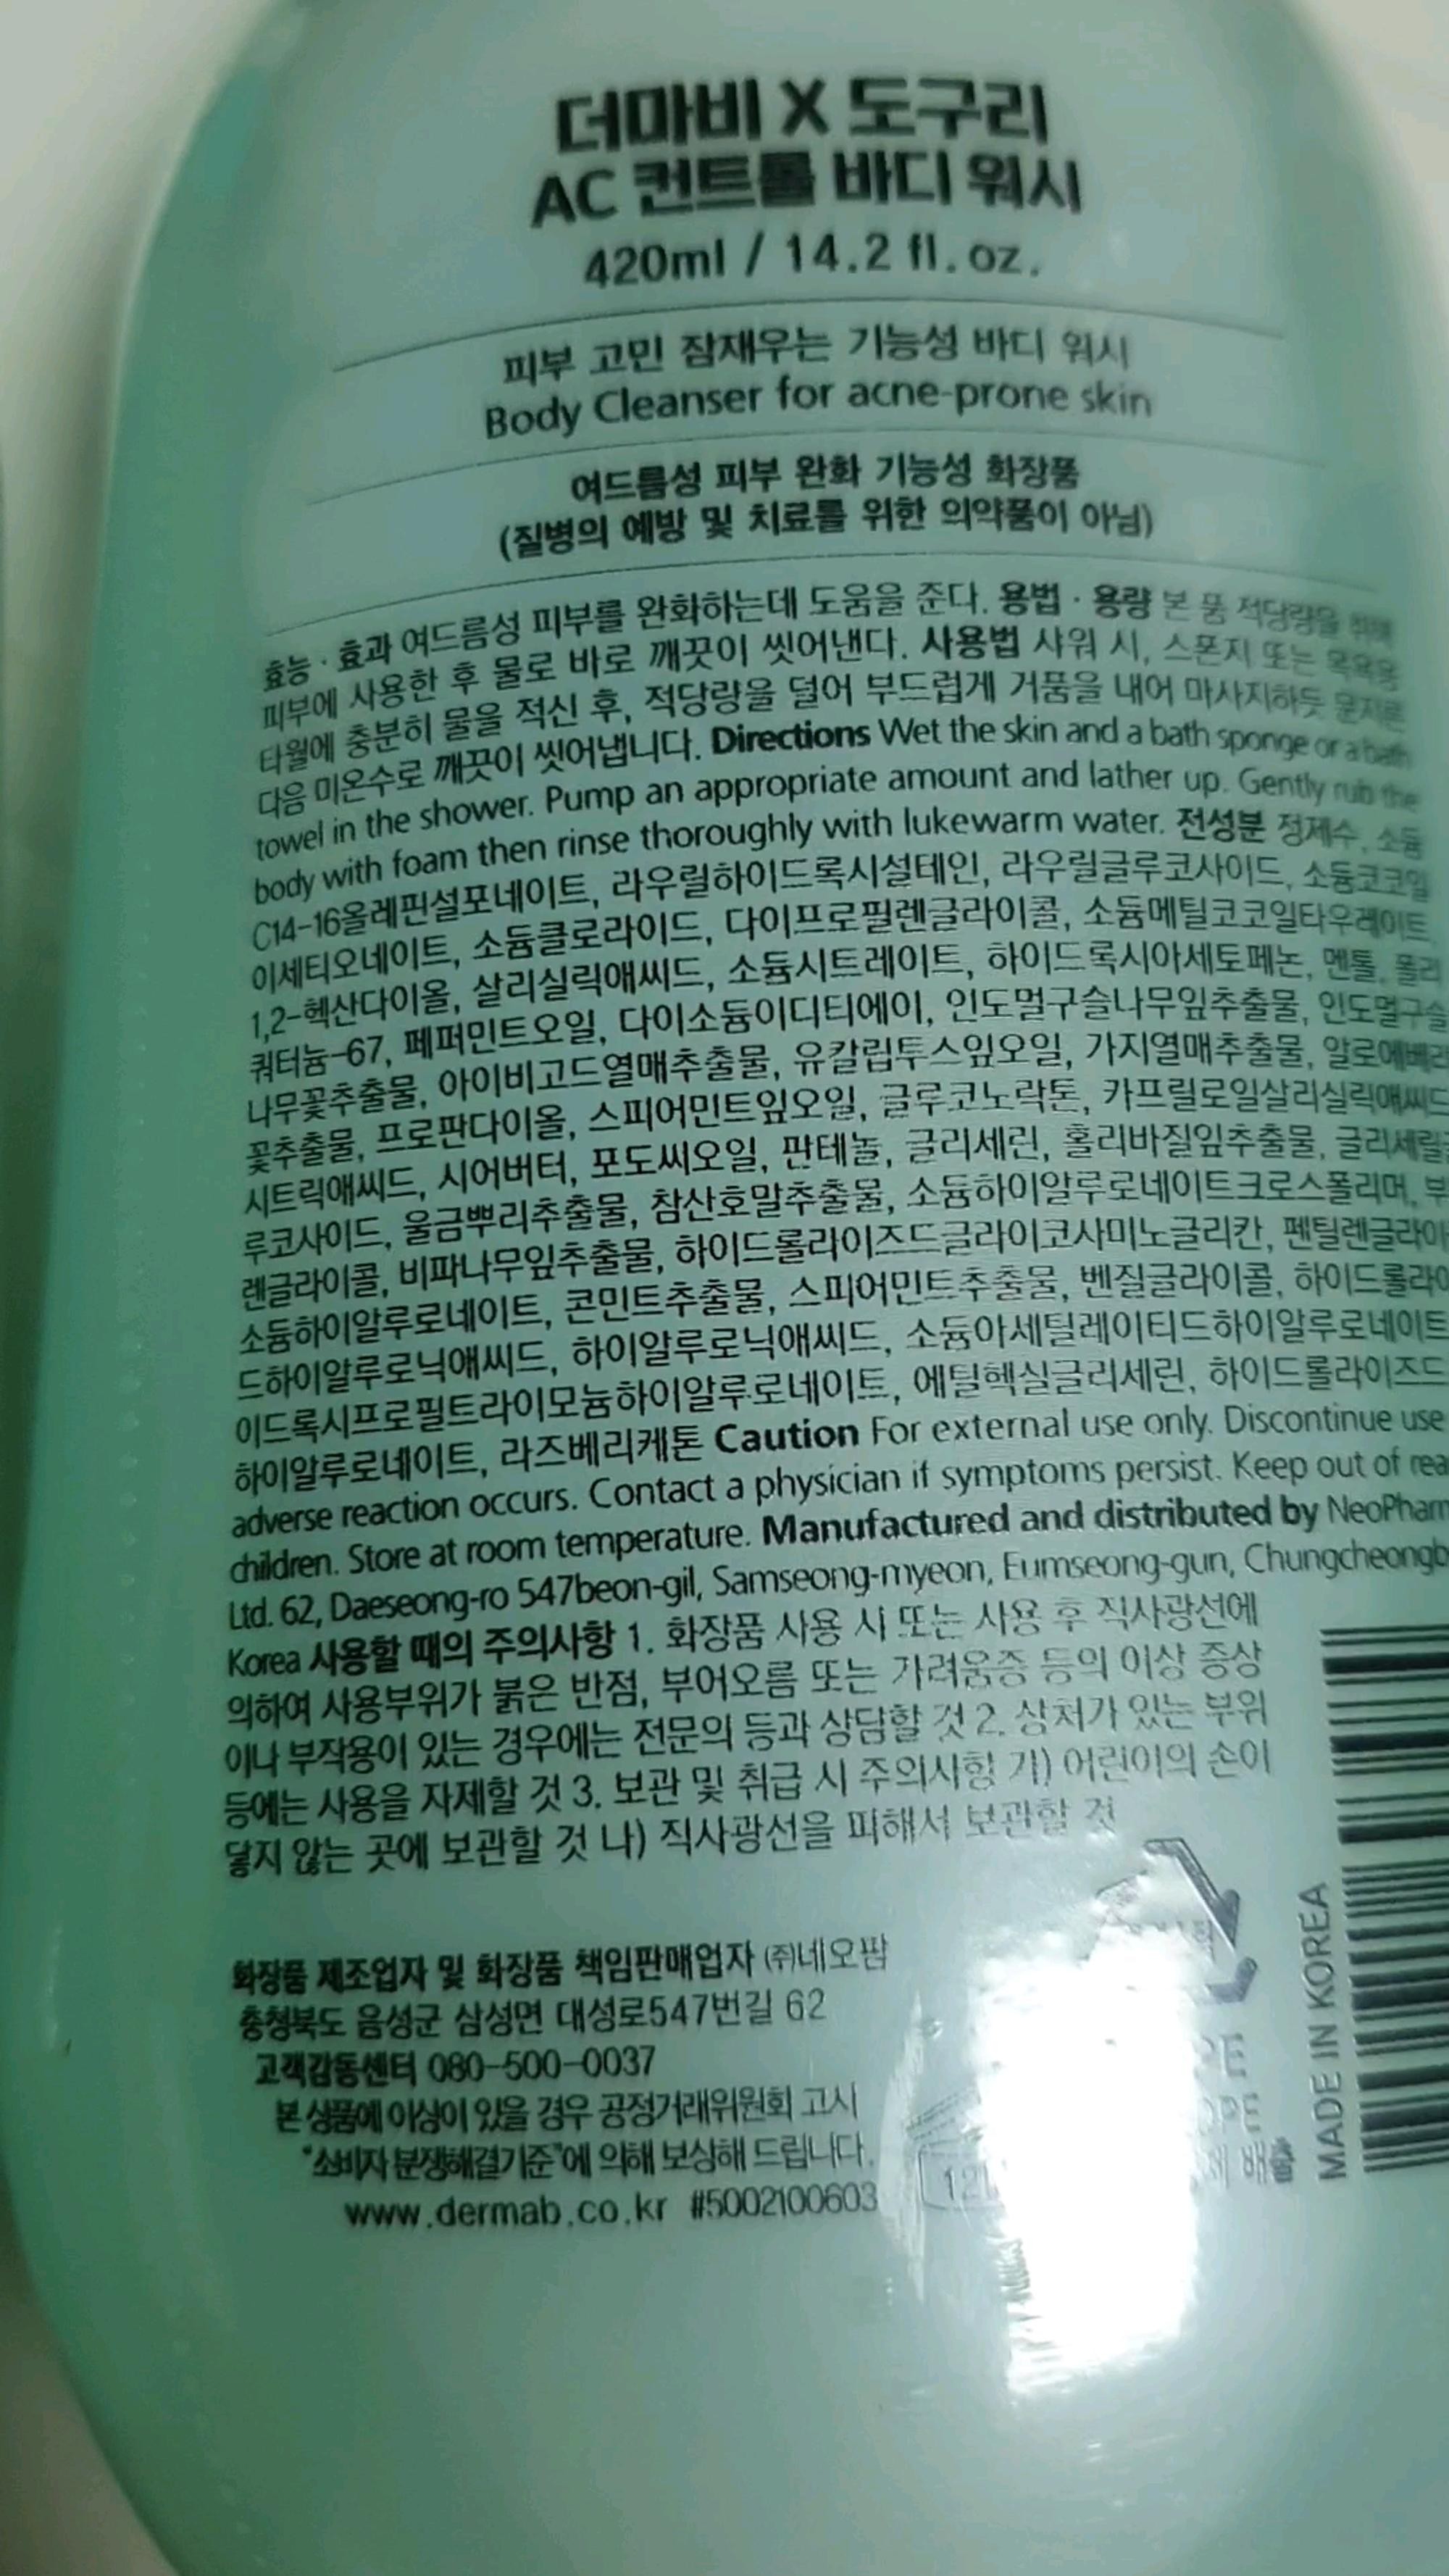 더마비 X 도구리
AC 컨트롤 바디 워시
420ml / 14.2 fl. oz.
피부 고민 잠재우는 기능성 바디 워시
Body Cleanser for acne-prone skin
여드름성 피부 완화 기능성 화장품
(질병의 예방 및 치료를 위한 의약품이 아님)
효능 · 효과 여드름성 피부를 완화하는데 도움을 준다. 용법 · 용량 본 품 적당량을 취해
피부에 사용한 후 물로 바로 깨끗이 씻어낸다. 사용법 샤워 시, 스폰지 또는 목욕용
타월에 충분히 물을 적신 후, 적당량을 덜어 부드럽게 거품을 내어 마사지하듯 문지른
다음 미온수로 깨끗이 씻어냅니다. Directions Wet the skin and a bath sponge or a bath
towel in the shower. Pump an appropriate amount and lather up. Gently rub the
body with foam then rinse thoroughly with lukewarm water. 전성분 정제수, 소듐
C14-16올레핀설포네이트, 라우릴하이드록시설테인, 라우릴글루코사이드, 소듐코코일
이세티오네이트, 소듐클로라이드, 다이프로필렌글라이콜, 소듐메틸코코일타우레이트,
1,2-헥산다이올, 살리실릭애씨드, 소듐시트레이트, 하이드록시아세토페논, 멘톨, 폴리
쿼터늄-67, 페퍼민트오일, 다이소듐이디티에이, 인도멀구슬나무잎추출물, 인도멀구슬
나무꽃추출물, 아이비고드열매추출물, 유칼립투스잎오일, 가지열매추출물, 알로에베라
꽃추출물, 프로판다이올, 스피어민트잎오일, 글루코노락톤, 카프릴로일살리실릭애씨드
시트릭애씨드, 시어버터, 포도씨오일, 판테놀, 글리세린, 홀리바질잎추출물, 글리세릴
루코사이드, 울금뿌리추출물, 참산호말추출물, 소듐하이알루로네이트크로스폴리머, 부
렌글라이콜, 비파나무잎추출물, 하이드롤라이즈드글라이코사미노글리칸, 펜틸렌글라이
소듐하이알루로네이트, 콘민트추출물, 스피어민트추출물, 벤질글라이콜, 하이드롤라이
드하이알루로닉애씨드, 하이알루로닉애씨드, 소듐아세틸레이티드하이알루로네이트
이드록시프로필트라이모늄하이알루로네이트, 에틸헥실글리세린, 하이드롤라이즈드
하이알루로네이트, 라즈베리케톤 Caution For external use only. Discontinue use
adverse reaction occurs. Contact a physician if symptoms persist. Keep out of rea
children. Store at room temperature. Manufactured and distributed by NeoPharm
Ltd. 62, Daeseong-ro 547beon-gil, Samseong-myeon, Eumseong-gun, Chungcheongb
Korea 사용할 때의 주의사항 1. 화장품 사용 시 또는 사용 후 직사광선에
의하여 사용부위가 붉은 반점, 부어오름 또는 가려움증 등의 이상 증상
이나 부작용이 있는 경우에는 전문의 등과 상담할 것 2. 상처가 있는 부위
등에는 사용을 자제할 것 3. 보관 및 취급 시 주의사항 가) 어린이의 손이
닿지 않는 곳에 보관할 것 나) 직사광선을 피해서 보관할 것
화장품 제조업자 및 화장품 책임판매업자 (주)네오팜
충청북도 음성군 삼성면 대성로547번길 62
고객감동센터 080-500-0037
본 상품에 이상이 있을 경우 공정거래위원회 고시
"소비자 분쟁해결기준"에 의해 보상해 드립니다.
www.dermab.co.kr #5002100603
배출
MADE IN KOREA